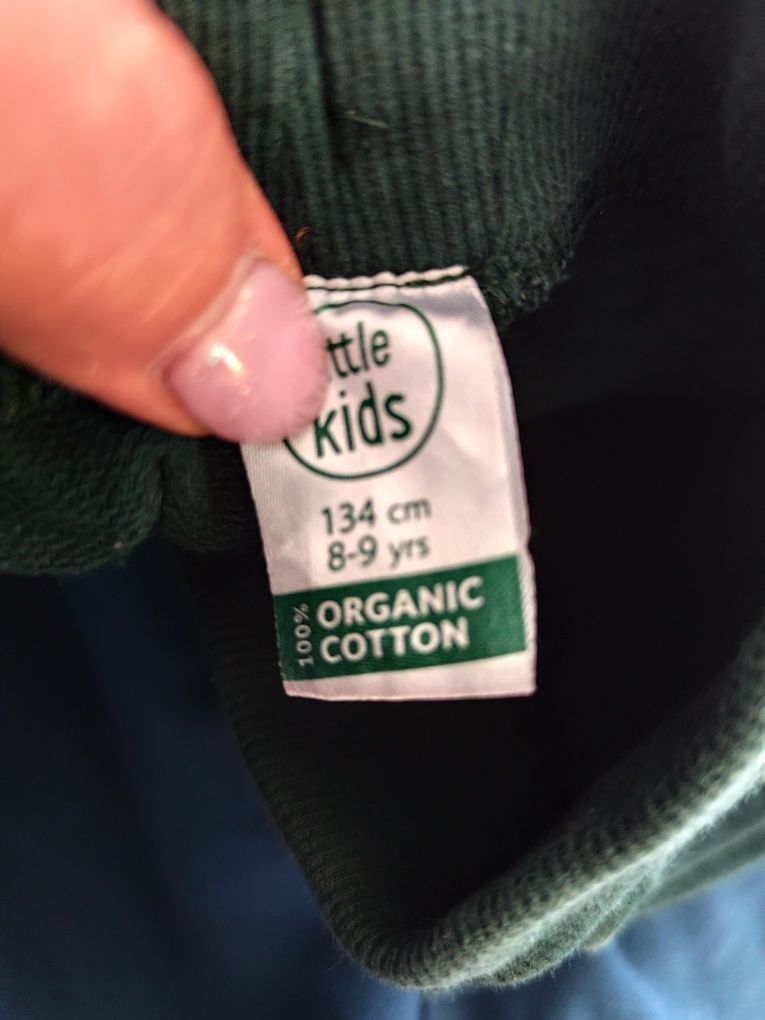 ttle
kids
134 cm
8-9 yrs
100% ORGANIC
COTTON